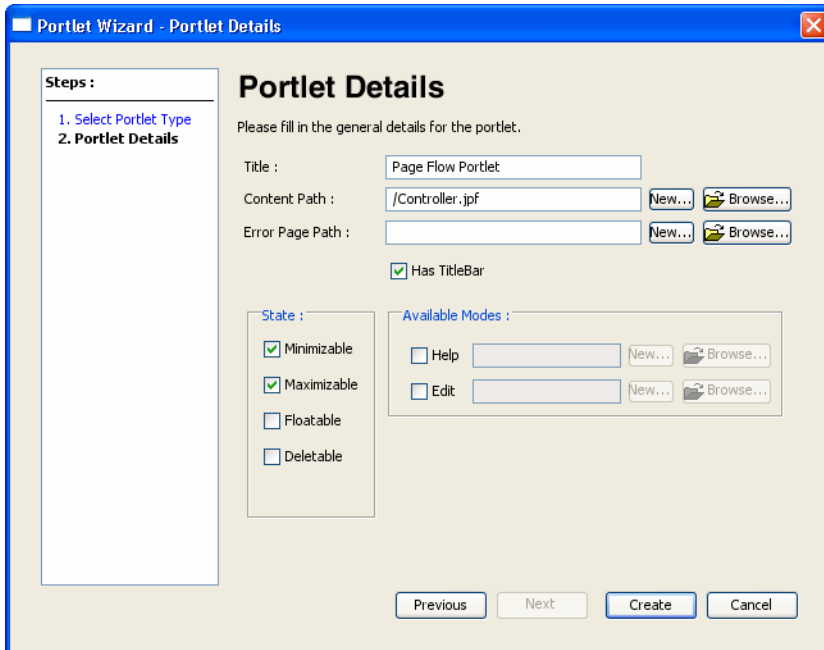 Portlet Wizard - Portlet Details
Steps :
1. Select Portlet Type
2. Portlet Details
Portlet Details
Please fill in the general details for the portlet.
Title : Page Flow Portlet
Content Path : /Controller.jpf New... Browse...
Error Page Path : New... Browse...
Has TitleBar
State :
Minimizable
Maximizable
Floatable
Deletable
Available Modes :
Help New... Browse...
Edit New... Browse...
Previous Next Create Cancel